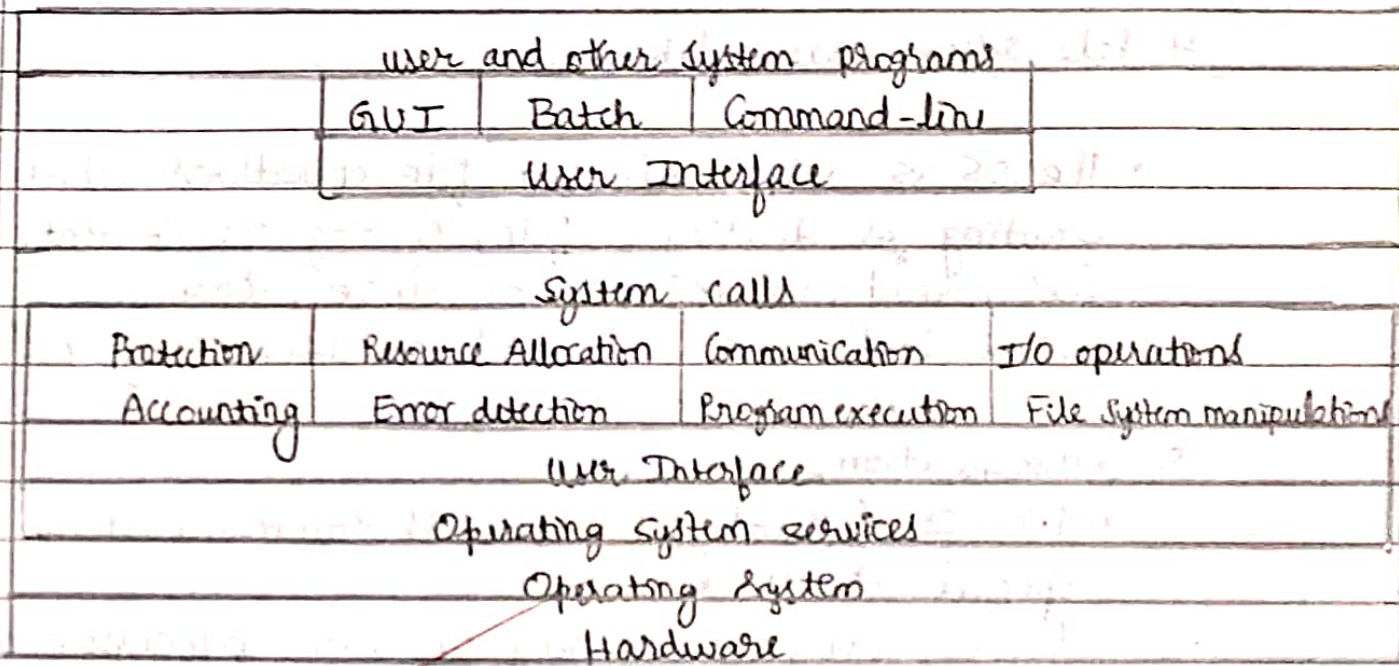 user and other system programs
GUI Batch Command-line
User Interface
System calls
Protection Resource Allocation Communication I/O operations
Accounting Error detection Program execution File system manipulation
User Interface
Operating system services
Operating system
Hardware